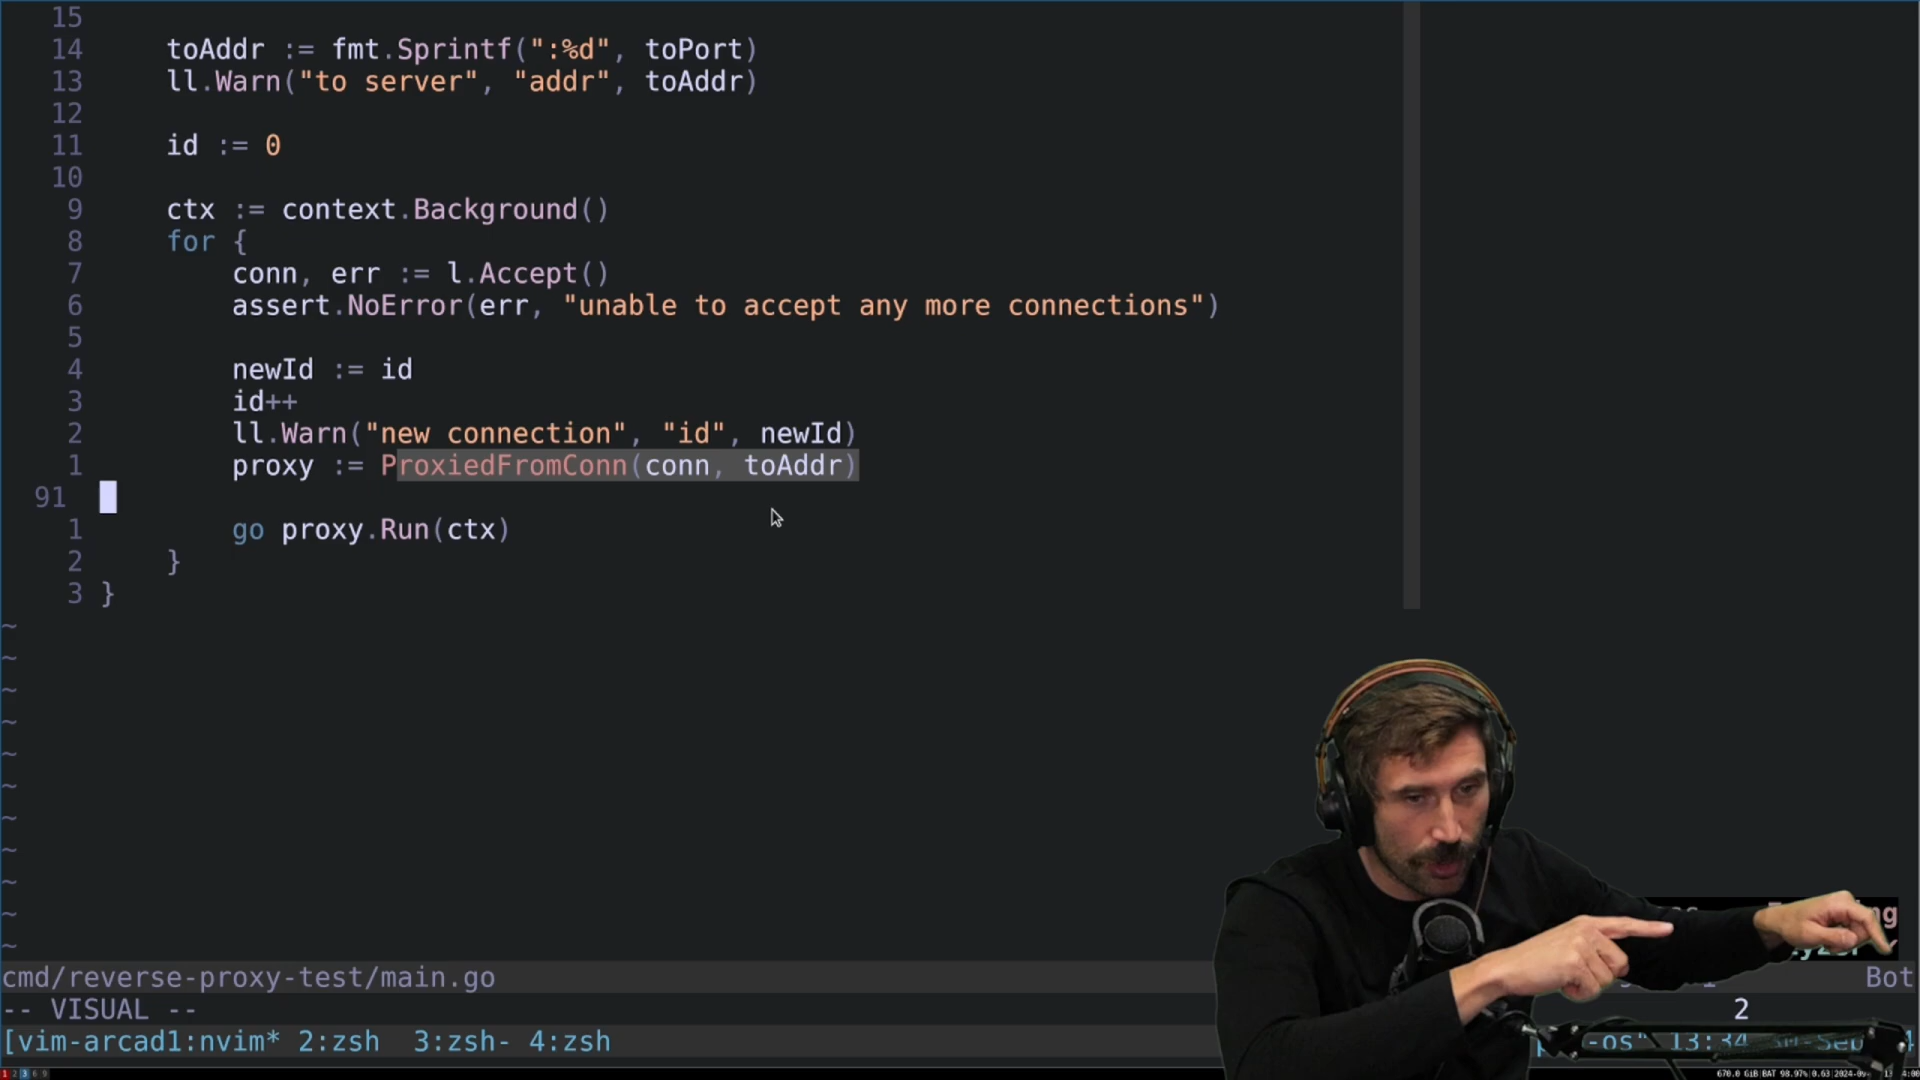 15
14 toAddr := fmt.Sprintf(":%d", toPort)
13 ll.Warn("to server", "addr", toAddr)
12
11 id := 0
10
9 ctx := context.Background()
8 for {
7 conn, err := l.Accept()
6 assert.NoError(err, "unable to accept any more connections")
5
4 newId := id
3 id++
2 ll.Warn("new connection", "id", newId)
1 proxy := ProxiedFromConn(conn, toAddr)
91
1 go proxy.Run(ctx)
2 }
3 }
~
~
~
~
~
~
~
~
~
~
~
cmd/reverse-proxy-test/main.go Bot
-- VISUAL -- 2
[vim-arcad1:nvim* 2:zsh 3:zsh- 4:zsh -os" 13:34